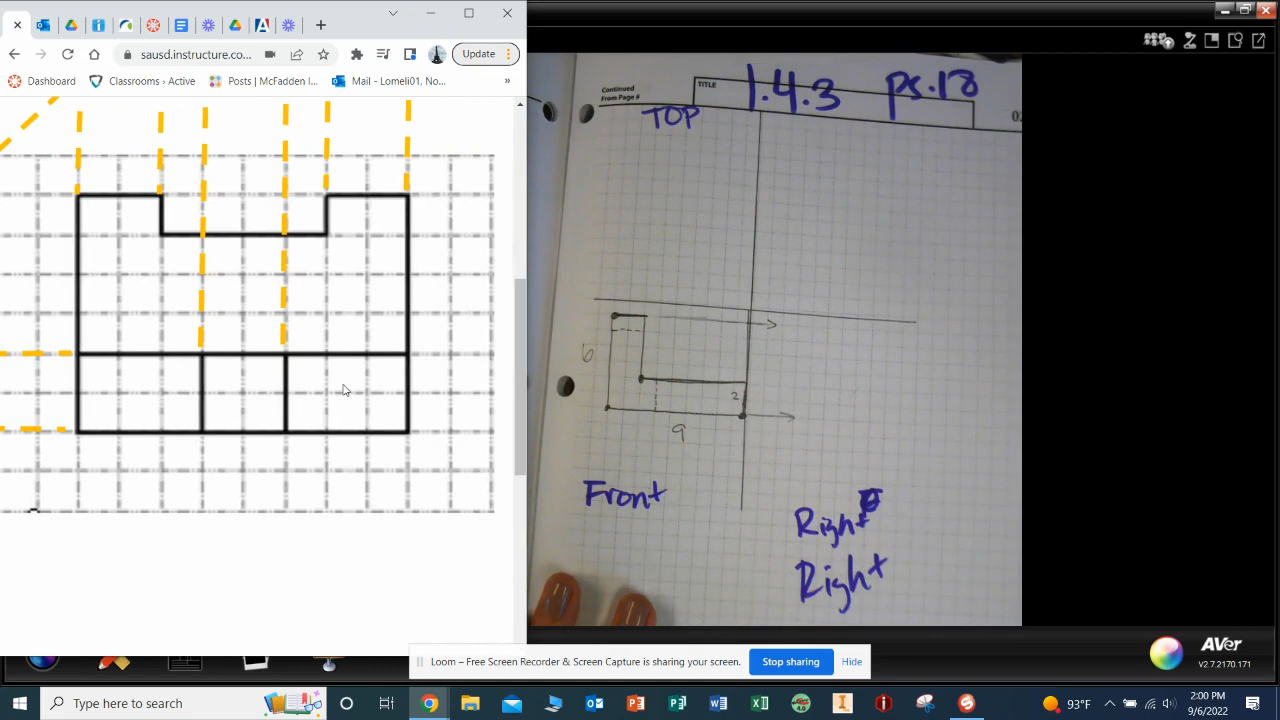 sausd.instructure.co...
Update
Dashboard
Classrooms › Active
Posts | McFadden I...
Mail - Lomeli01, No...
»
Continued
From Page #
TITLE
1.4.3 pg.18
02
TOP
6
2
9
Front
Right
Right
Loom – Free Screen Recorder & Screen Capture is sharing your screen.
Stop sharing
Hide
AVer
v2.7.2170.171
Type here to search
93°F
2:00 PM
9/6/2022